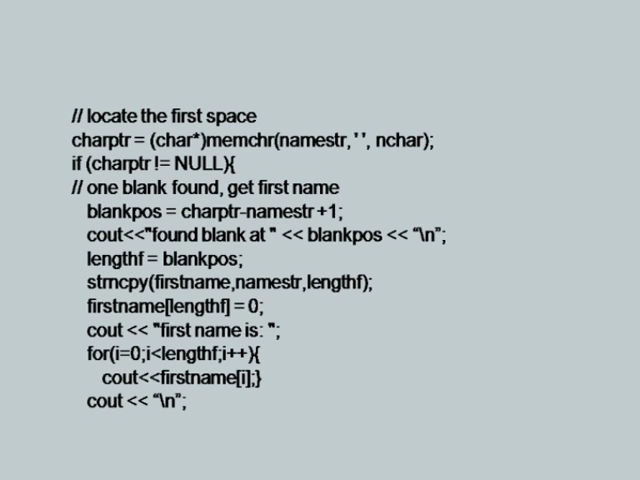 // locate the first space
charptr = (char*)memchr(namestr, ' ', nchar);
if (charptr != NULL){
// one blank found, get first name
blankpos = charptr-namestr +1;
cout<<"found blank at " << blankpos << “\n”;
lengthf = blankpos;
strncpy(firstname,namestr,lengthf);
firstname[lengthf] = 0;
cout << "first name is: ";
for(i=0;i<lengthf;i++){
cout<<firstname[i];}
cout << “\n”;